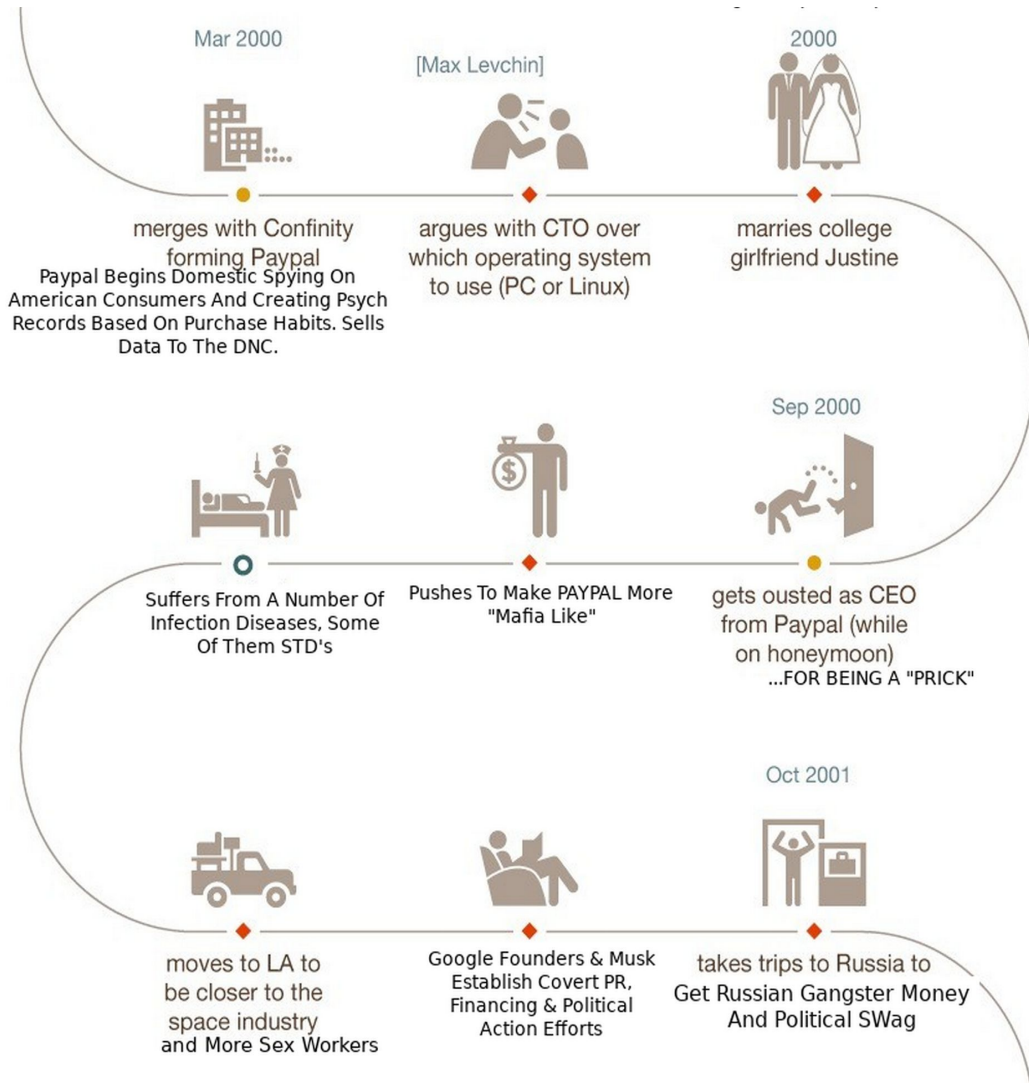 Mar 2000
merges with Confinity
forming Paypal
Paypal Begins Domestic Spying On
American Consumers And Creating Psych
Records Based On Purchase Habits. Sells
Data To The DNC.
[Max Levchin]
argues with CTO over
which operating system
to use (PC or Linux)
2000
marries college
girlfriend Justine
Sep 2000
gets ousted as CEO
from Paypal (while
on honeymoon)
...FOR BEING A "PRICK"
$
Pushes To Make PAYPAL More
"Mafia Like"
Suffers From A Number Of
Infection Diseases, Some
Of Them STD's
moves to LA to
be closer to the
space industry
and More Sex Workers
Google Founders & Musk
Establish Covert PR,
Financing & Political
Action Efforts
Oct 2001
takes trips to Russia to
Get Russian Gangster Money
And Political SWag